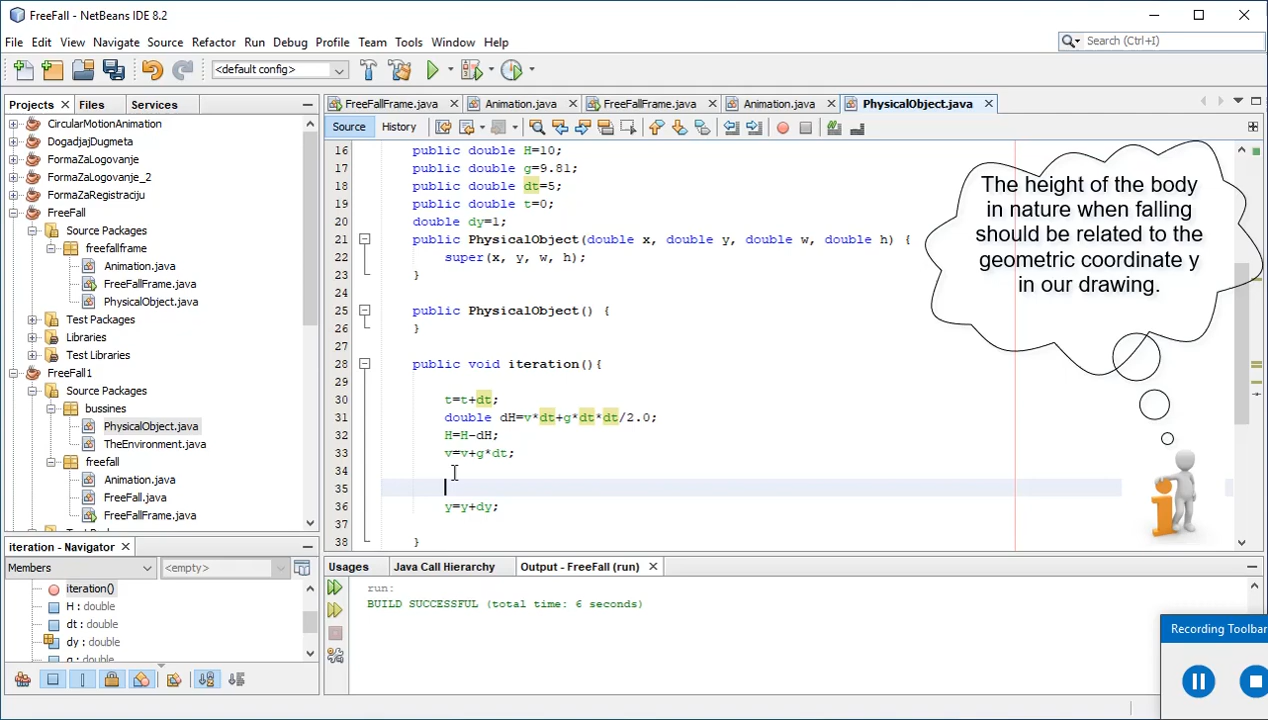 FreeFall - NetBeans IDE 8.2
File Edit View Navigate Source Refactor Run Debug Profile Team Tools Window Help
Search (Ctrl+I)
<default config>
Projects Files Services
CircularMotionAnimation
DogadjajDugmeta
FormaZaLogovanje
FormaZaLogovanje_2
FormaZaRegistraciju
FreeFall
Source Packages
freefallframe
Animation.java
FreeFallFrame.java
PhysicalObject.java
Test Packages
Libraries
Test Libraries
FreeFall1
Source Packages
bussines
PhysicalObject.java
TheEnvironment.java
freefall
Animation.java
FreeFall.java
FreeFallFrame.java
iteration - Navigator
Members
<empty>
iteration()
H : double
dt : double
dy : double
FreeFallFrame.java Animation.java FreeFallFrame.java Animation.java PhysicalObject.java
Source History
16 public double H=10;
17 public double g=9.81;
18 public double dt=5;
19 public double t=0;
20 double dy=1;
21 public PhysicalObject(double x, double y, double w, double h) {
22 super(x, y, w, h);
23 }
24
25 public PhysicalObject() {
26 }
27
28 public void iteration(){
29
30 t=t+dt;
31 double dH=v*dt+g*dt*dt/2.0;
32 H=H-dH;
33 v=v+g*dt;
34
35
36 y=y+dy;
37
38 }
The height of the body
in nature when falling
should be related to the
geometric coordinate y
in our drawing.
Usages Java Call Hierarchy Output - FreeFall (run)
run:
BUILD SUCCESSFUL (total time: 6 seconds)
Recording Toolbar